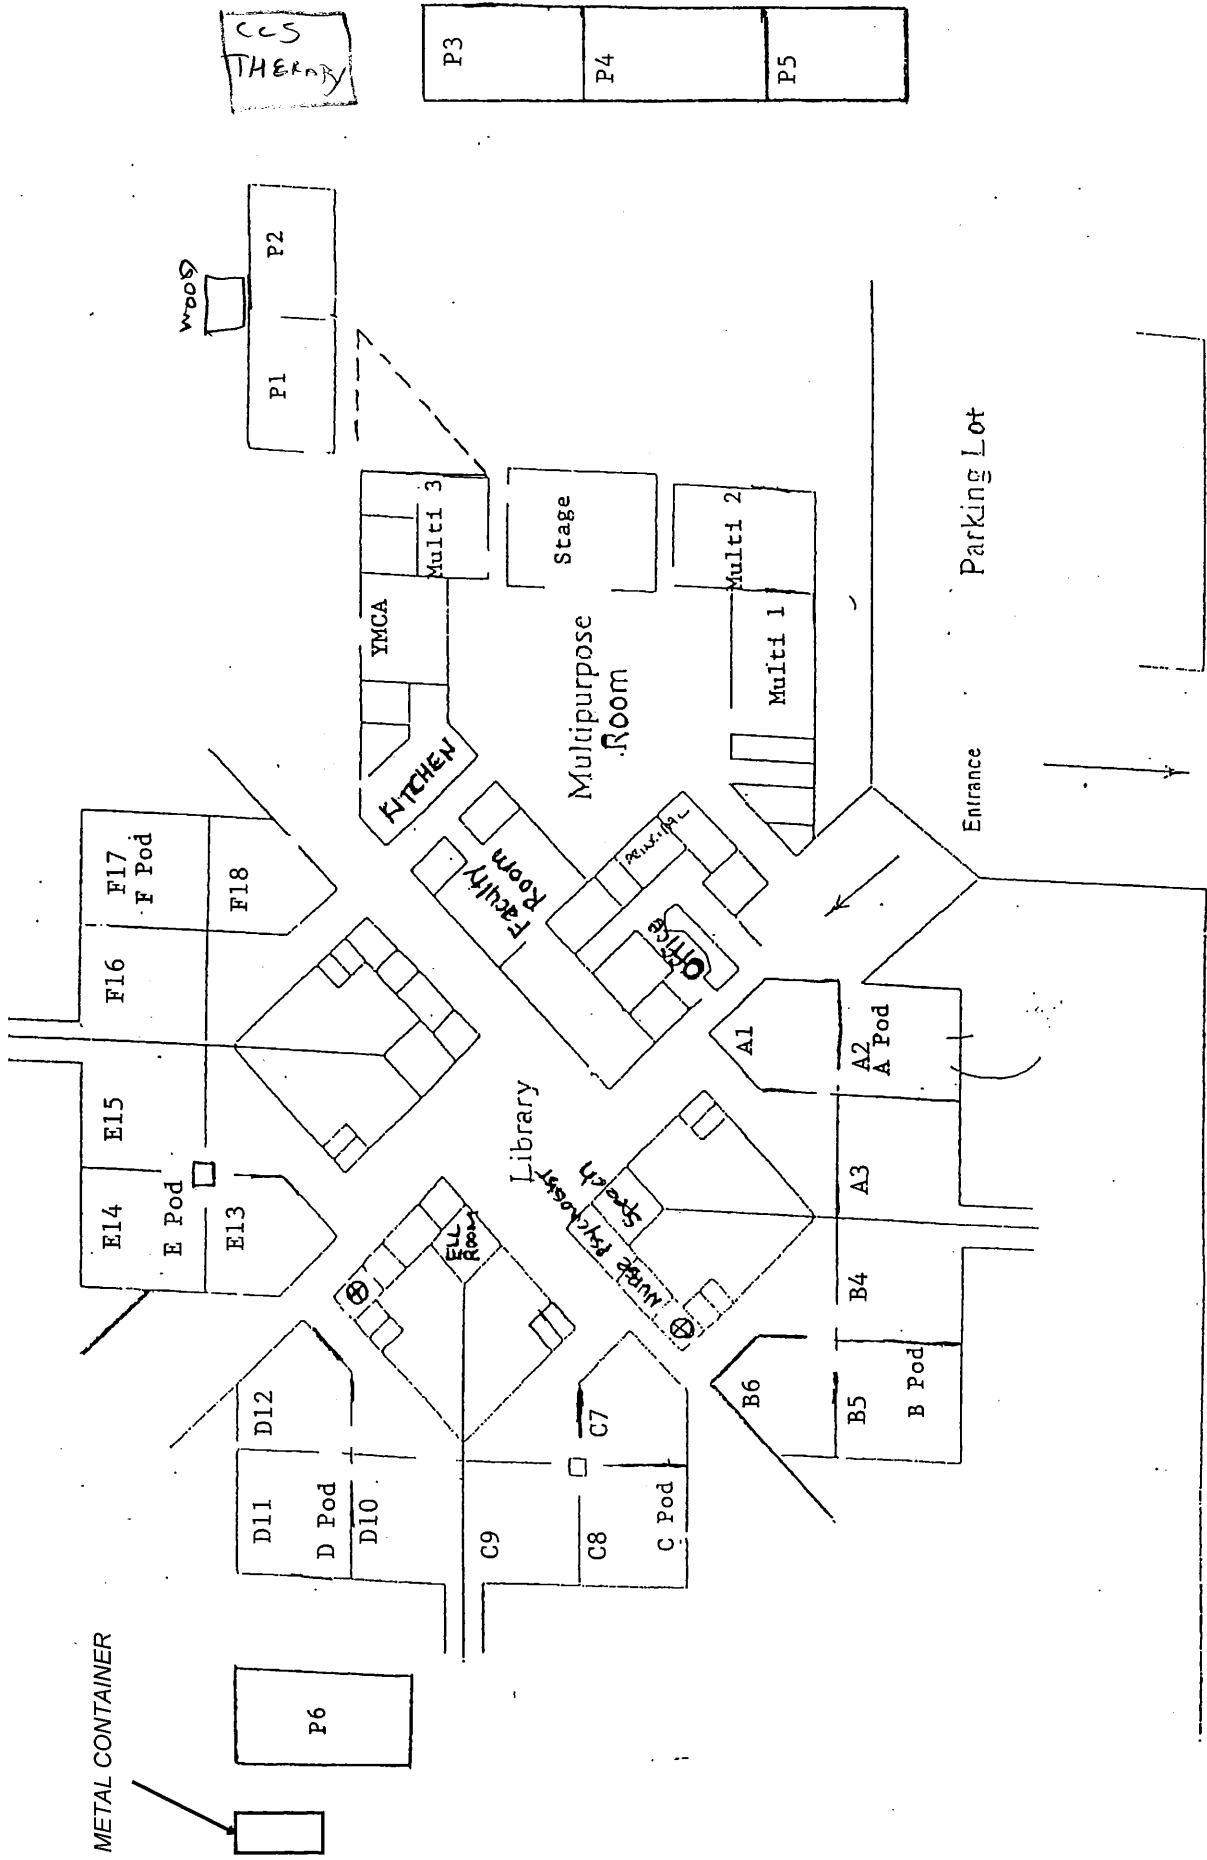 METAL CONTAINER
P6
D11
D Pod
D12
D10
C9
C8
C7
C Pod
E14
E Pod
E15
E13
F16
F17
F Pod
F18
ELL
ROOM
Library
NURSE
PSYCHOGIST
Speech
B6
B5
B Pod
B4
A3
A1
A2
A Pod
Faculty
Room
OFFICE
PRINCIPAL
KITCHEN
YMCA
Multi 3
Stage
Multipurpose
Room
Multi 2
Multi 1
Entrance
Parking Lot
P1
P2
CCS
THERAPY
P3
P4
P5